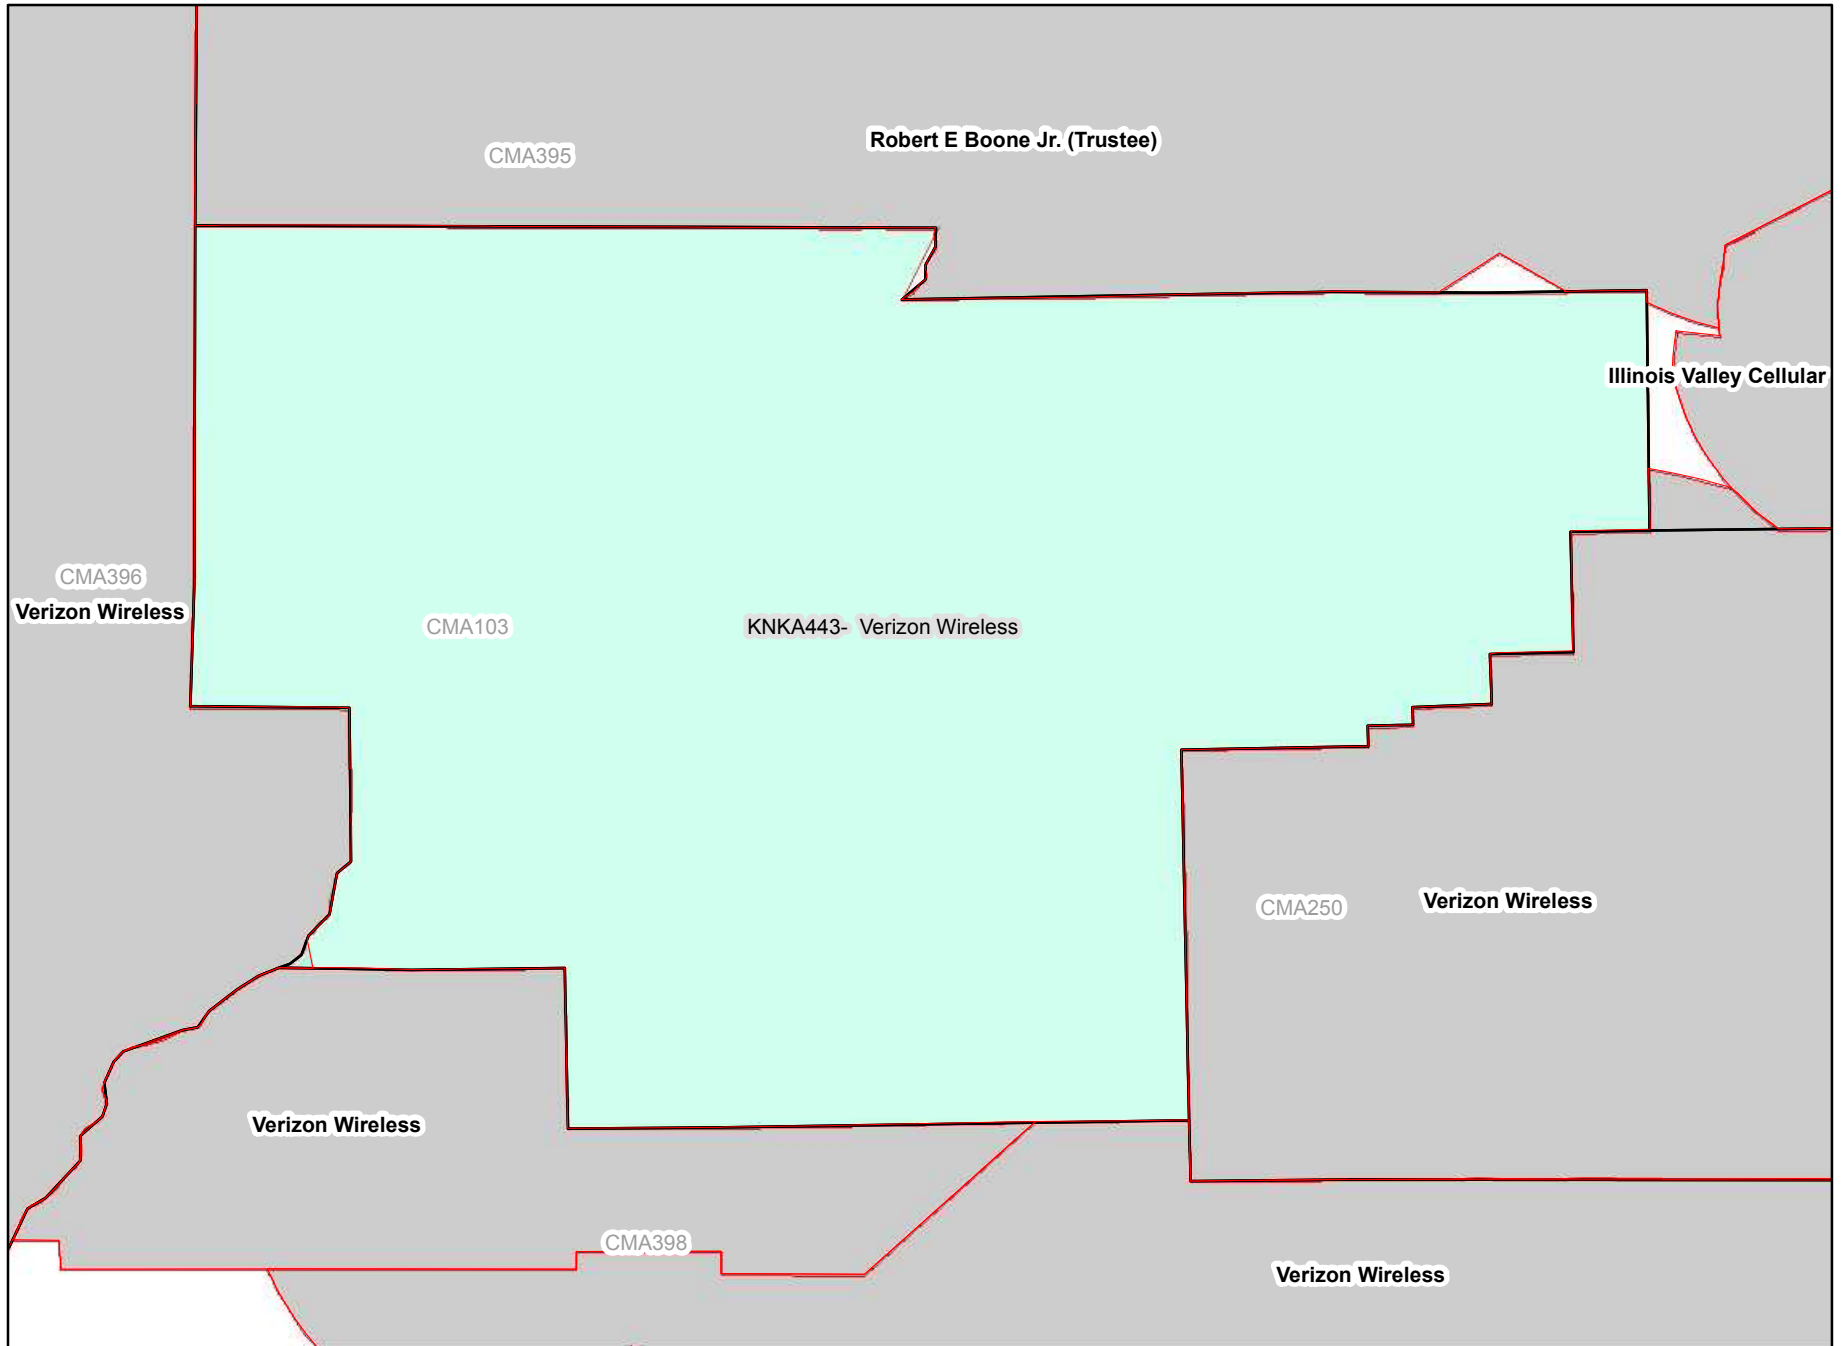 Robert E Boone Jr. (Trustee)
CMA395
Illinois Valley Cellular
CMA396
Verizon Wireless
CMA103
KNKA443- Verizon Wireless
CMA250
Verizon Wireless
Verizon Wireless
CMA398
Verizon Wireless